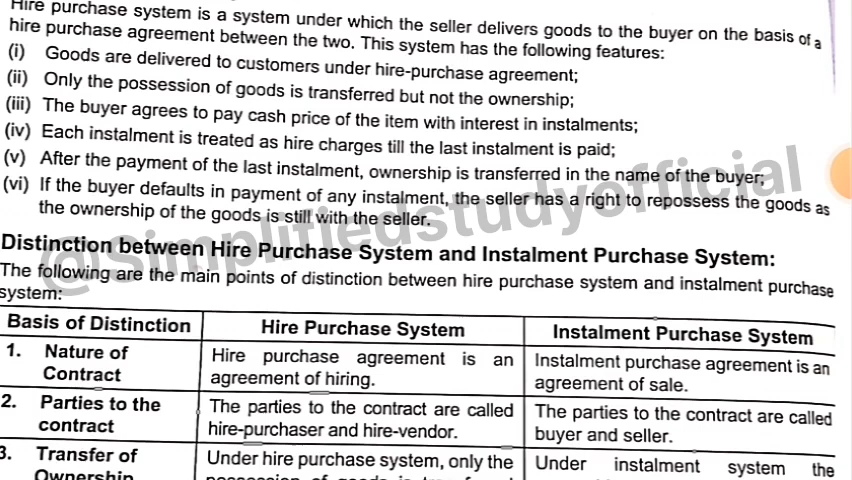 Hire purchase system is a system under which the seller delivers goods to the buyer on the basis of a
hire purchase agreement between the two. This system has the following features:
(i) Goods are delivered to customers under hire-purchase agreement;
(ii) Only the possession of goods is transferred but not the ownership;
(iii) The buyer agrees to pay cash price of the item with interest in instalments;
(iv) Each instalment is treated as hire charges till the last instalment is paid;
(v) After the payment of the last instalment, ownership is transferred in the name of the buyer;
(vi) If the buyer defaults in payment of any instalment, the seller has a right to repossess the goods as
the ownership of the goods is still with the seller.
@Simplifiedstudyofficial
Distinction between Hire Purchase System and Instalment Purchase System:
The following are the main points of distinction between hire purchase system and instalment purchase
system:
Basis of Distinction Hire Purchase System Instalment Purchase System
1. Nature of Contract
Hire purchase agreement is an
agreement of hiring.
Instalment purchase agreement is an
agreement of sale.
2. Parties to the
contract
The parties to the contract are called
hire-purchaser and hire-vendor.
The parties to the contract are called
buyer and seller.
3. Transfer of
Ownership
Under hire purchase system, only the
Under instalment system the